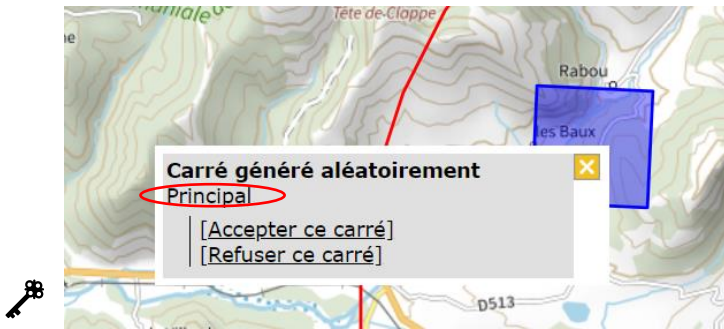 Tête de Clappe
Rabou
les Baux
Carré généré aléatoirement
Principal
[Accepter ce carré]
[Refuser ce carré]
D513